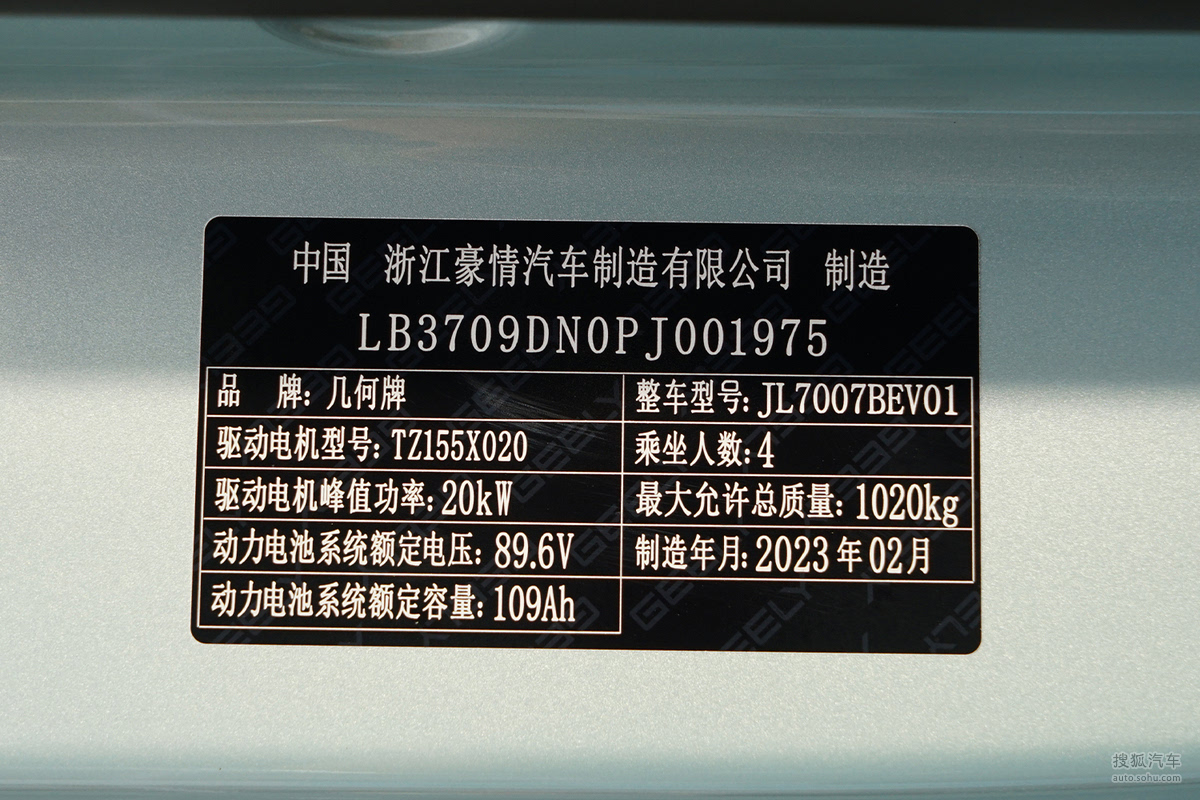 中国 浙江豪情汽车制造有限公司 制造
LB3709DN0PJ001975
品 牌: 几何牌 整车型号: JL7007BEV01
驱动电机型号: TZ155X020 乘坐人数: 4
驱动电机峰值功率: 20kW 最大允许总质量: 1020kg
动力电池系统额定电压: 89.6V 制造年月: 2023年02月
动力电池系统额定容量: 109Ah
搜狐汽车
auto.sohu.com